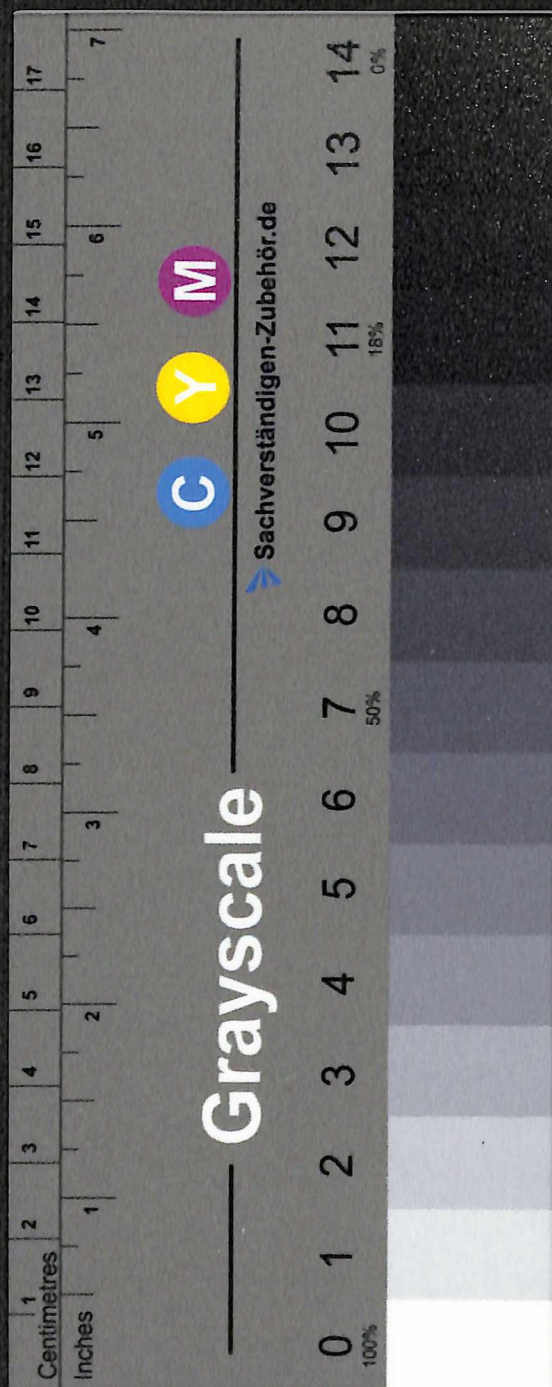 Centimetres 1 2 3 4 5 6 7 8 9 10 11 12 13 14 15 16 17
Inches 1 2 3 4 5 6 7
C Y M
Grayscale
Sachverständigen-Zubehör.de
0 1 2 3 4 5 6 7 8 9 10 11 12 13 14
100% 50% 18% 0%